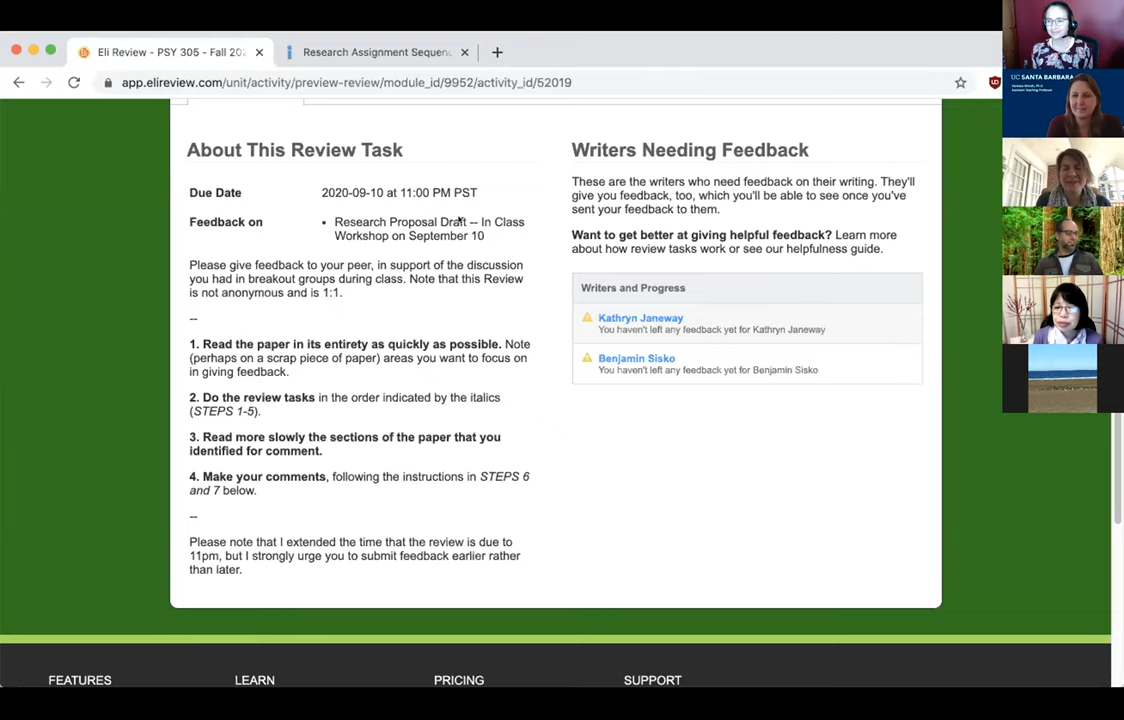 Eli Review - PSY 305 - Fall 202
Research Assignment Sequenc
app.elireview.com/unit/activity/preview-review/module_id/9952/activity_id/52019
About This Review Task
Due Date
2020-09-10 at 11:00 PM PST
Feedback on
• Research Proposal Draft -- In Class
Workshop on September 10
Please give feedback to your peer, in support of the discussion
you had in breakout groups during class. Note that this Review
is not anonymous and is 1:1.
--
1. Read the paper in its entirety as quickly as possible. Note
(perhaps on a scrap piece of paper) areas you want to focus on
in giving feedback.
2. Do the review tasks in the order indicated by the italics
(STEPS 1-5).
3. Read more slowly the sections of the paper that you
identified for comment.
4. Make your comments, following the instructions in STEPS 6
and 7 below.
--
Please note that I extended the time that the review is due to
11pm, but I strongly urge you to submit feedback earlier rather
than later.
Writers Needing Feedback
These are the writers who need feedback on their writing. They'll
give you feedback, too, which you'll be able to see once you've
sent your feedback to them.
Want to get better at giving helpful feedback? Learn more
about how review tasks work or see our helpfulness guide.
Writers and Progress
Kathryn Janeway
You haven't left any feedback yet for Kathryn Janeway
Benjamin Sisko
You haven't left any feedback yet for Benjamin Sisko
FEATURES
LEARN
PRICING
SUPPORT
UC SANTA BARBARA